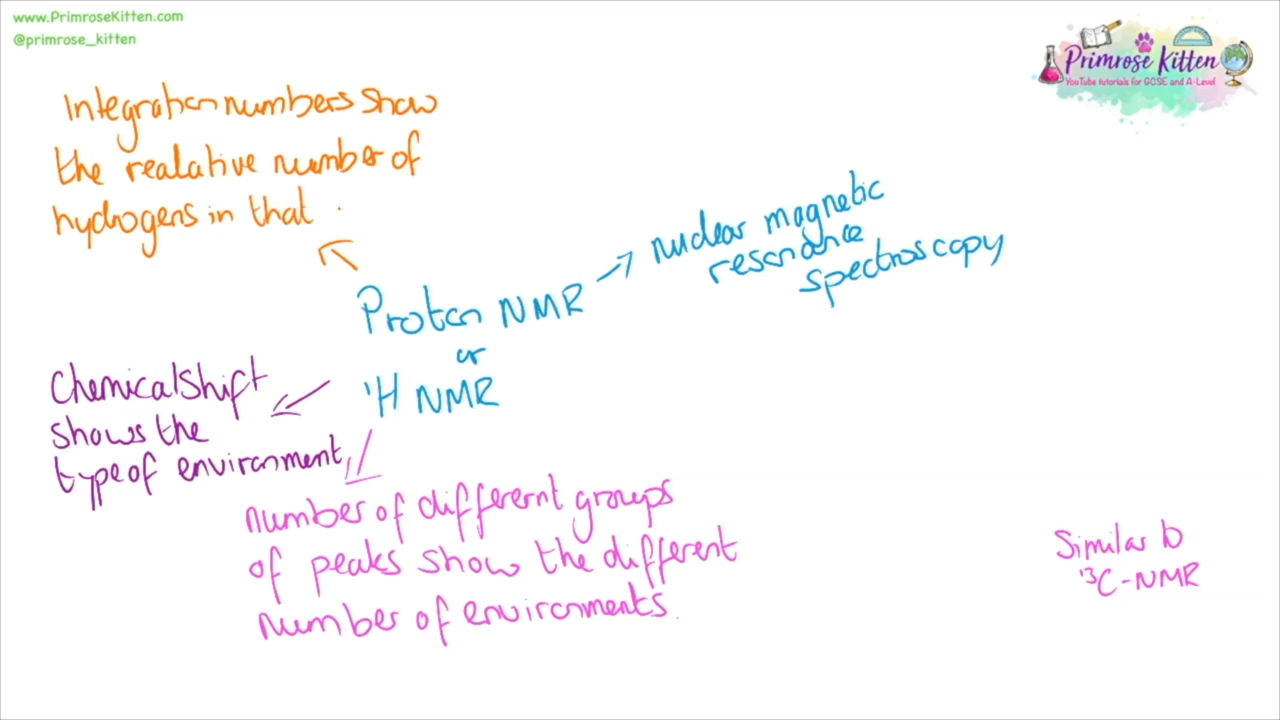 www.PrimroseKitten.com
@primrose_kitten
Primrose Kitten
YouTube tutorials for GCSE and A-Level
Integration numbers show
the realative number of
hydrogens in that
nuclear magnetic
resonance
spectroscopy
Proton NMR
or
¹H NMR
Chemical shift
shows the
type of environment
number of differernt groups
of peaks show the different
number of environments.
Similar to
¹³C-NMR